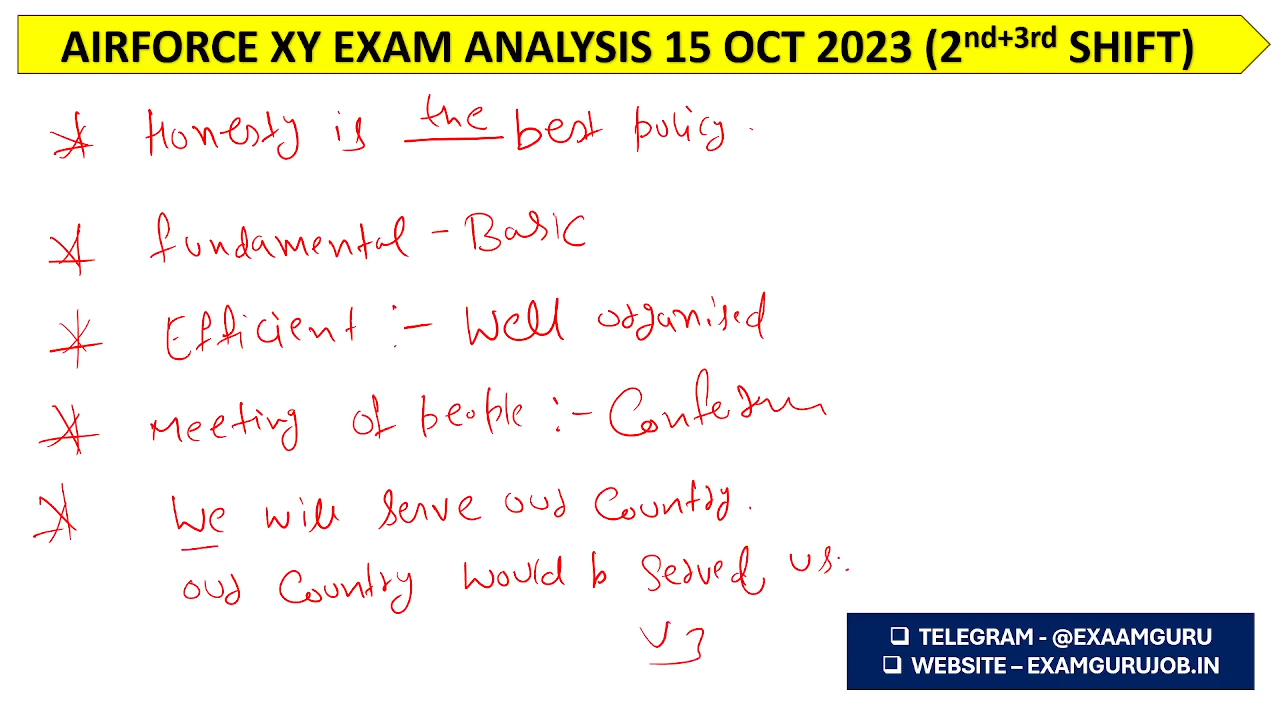 AIRFORCE XY EXAM ANALYSIS 15 OCT 2023 (2nd+3rd SHIFT)
Honesty is the best policy.
fundamental - Basic
Efficient :- Well organised
Meeting of people :-
We will serve our Country.
our Country would b served us.
V3
❑ TELEGRAM - @EXAAMGURU
❑ WEBSITE – EXAMGURUJOB.IN